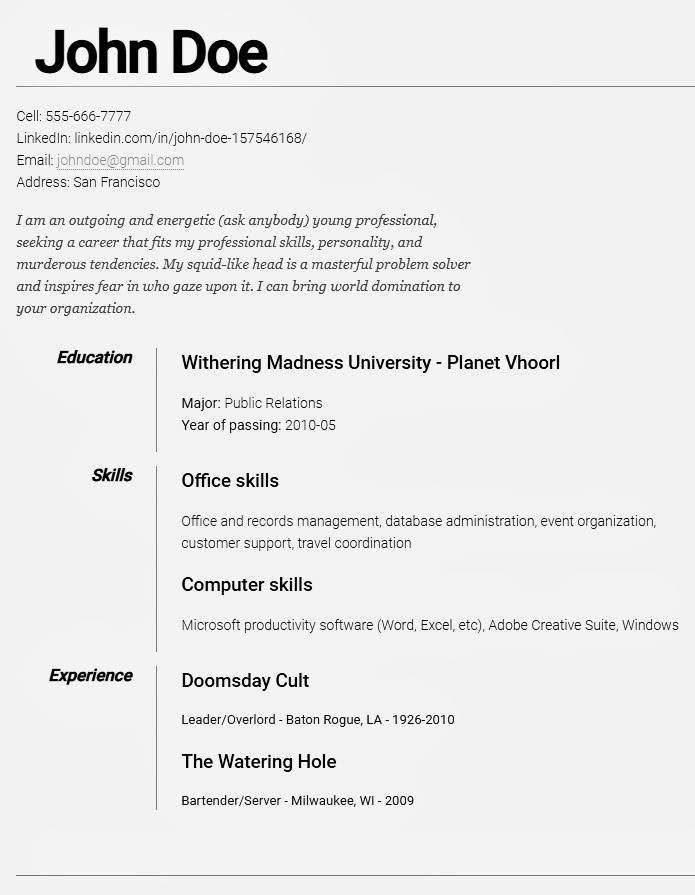 John Doe
Cell: 555-666-7777
LinkedIn: linkedin.com/in/john-doe-157546168/
Email: johndoe@gmail.com
Address: San Francisco
I am an outgoing and energetic (ask anybody) young professional,
seeking a career that fits my professional skills, personality, and
murderous tendencies. My squid-like head is a masterful problem solver
and inspires fear in who gaze upon it. I can bring world domination to
your organization.
Education
Withering Madness University - Planet Vhoorl
Major: Public Relations
Year of passing: 2010-05
Skills
Office skills
Office and records management, database administration, event organization,
customer support, travel coordination
Computer skills
Microsoft productivity software (Word, Excel, etc), Adobe Creative Suite, Windows
Experience
Doomsday Cult
Leader/Overlord - Baton Rogue, LA - 1926-2010
The Watering Hole
Bartender/Server - Milwaukee, WI - 2009